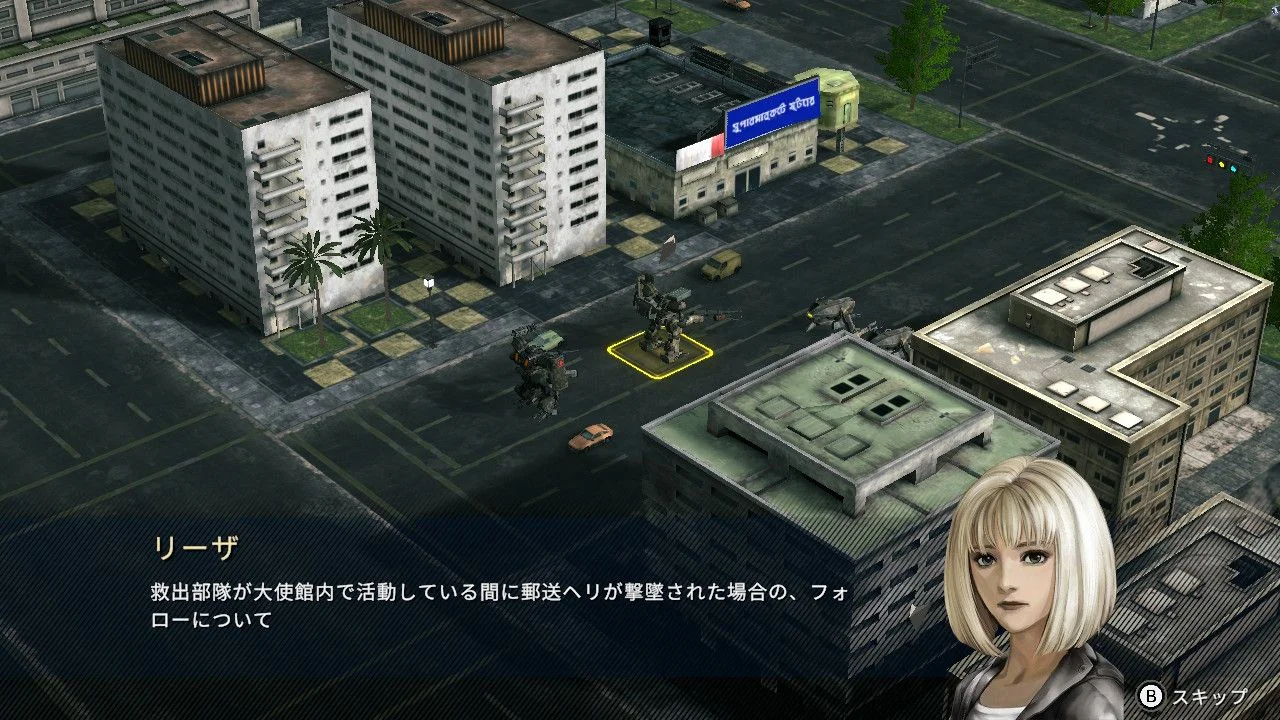 সুপারমার্কেট স্টোর
リーザ
救出部隊が大使館内で活動している間に郵送ヘリが撃墜された場合の、フォ
ローについて
B スキップ